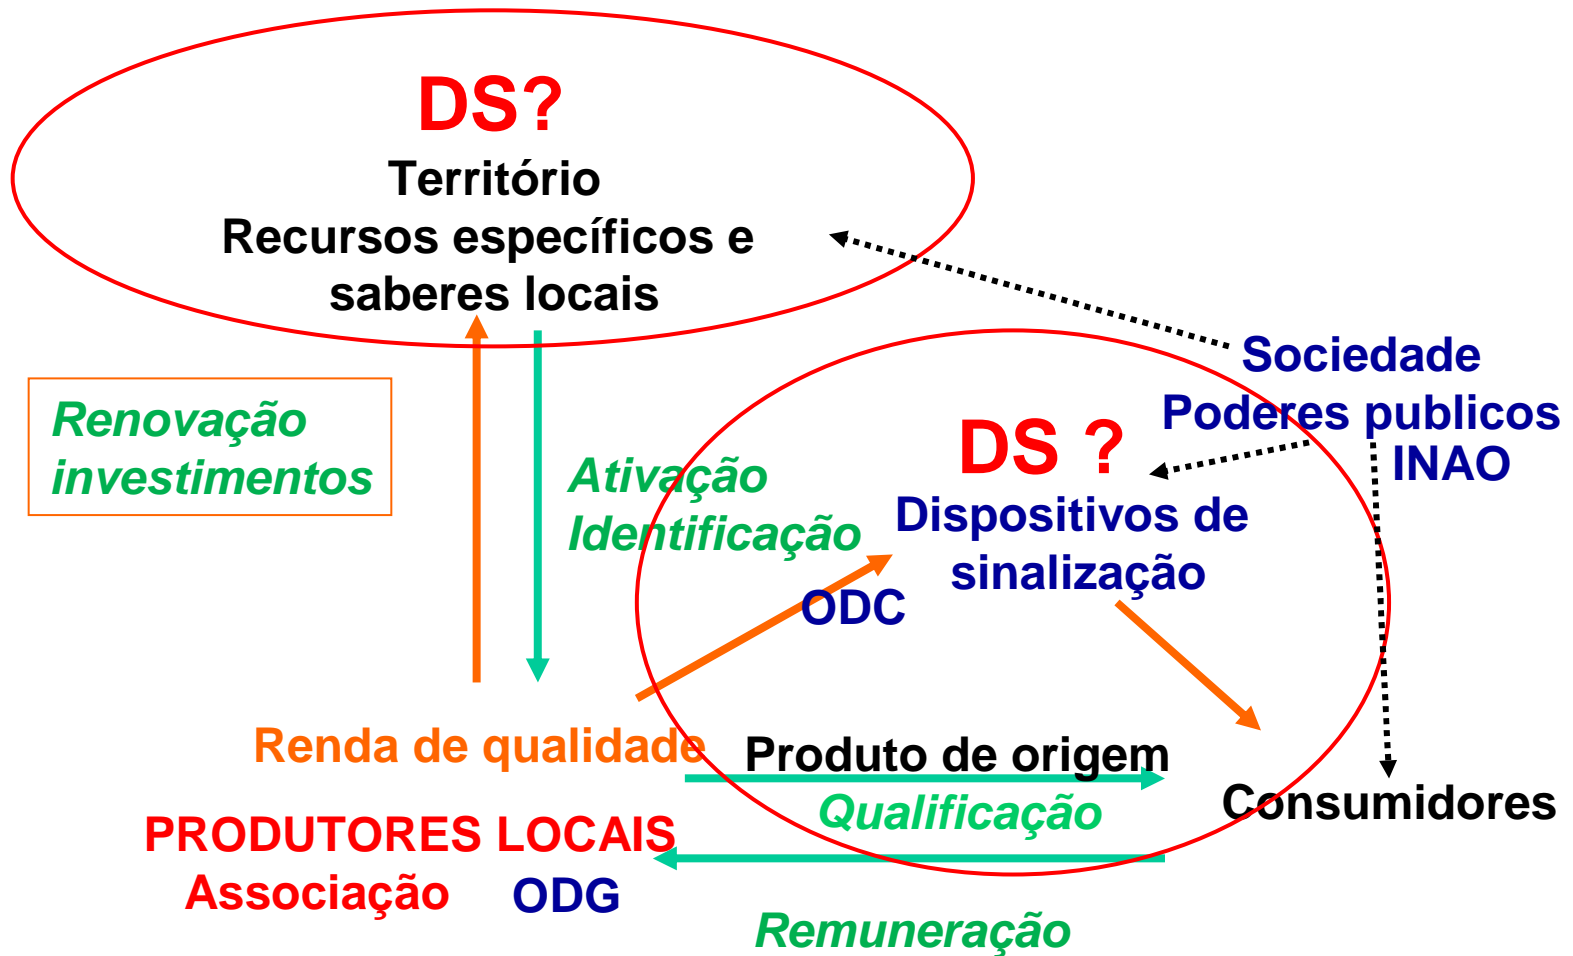 DS?
Território
Recursos específicos e
saberes locais
Sociedade
Poderes publicos
INAO
Renovação
investimentos
Ativação
Identificação
DS ?
Dispositivos de
sinalização
ODC
Renda de qualidade
Produto de origem
Qualificação
Consumidores
PRODUTORES LOCAIS
Associação ODG
Remuneração